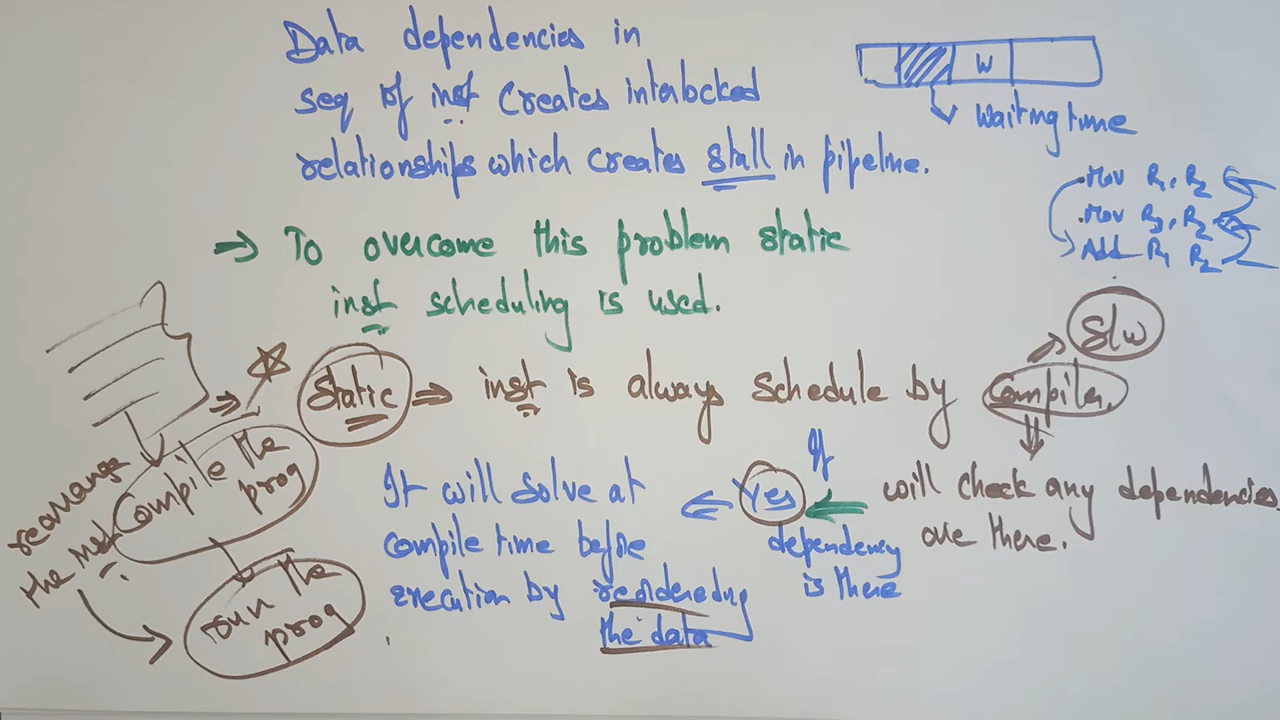 Data dependencies in
seq of inst creates interlocked
relationships which creates stall in pipeline.
W
waiting time
Mov R1, R2
Mov R3, R2
Add R1 R2
⇒ To overcome this problem static
inst scheduling is used.
static ⇒ inst is always schedule by compiler.
S/w
will check any dependencies
are there.
If
Yes
dependency
is there
It will solve at
compile time before
execution by reordering
the data
rearrange
the inst
compile the
prog
run the
prog